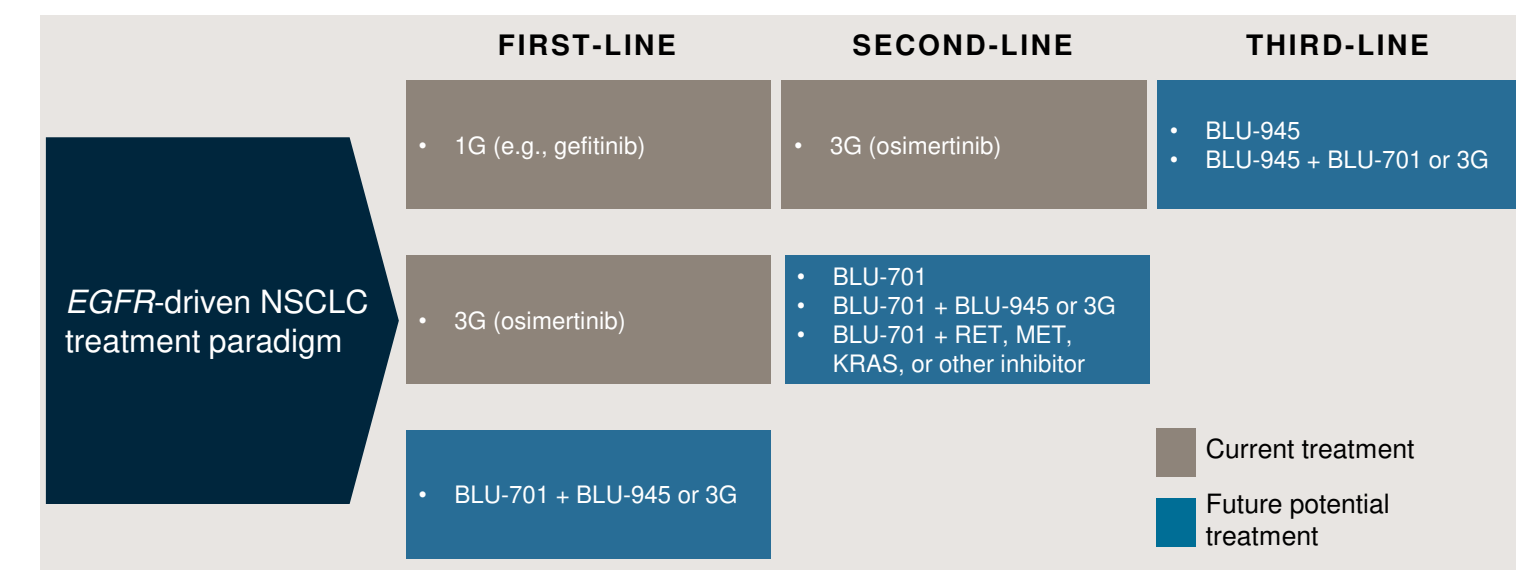 FIRST-LINE
SECOND-LINE
THIRD-LINE
EGFR-driven NSCLC
treatment paradigm
• 1G (e.g., gefitinib)
• 3G (osimertinib)
• BLU-945
• BLU-945 + BLU-701 or 3G
• 3G (osimertinib)
• BLU-701
• BLU-701 + BLU-945 or 3G
• BLU-701 + RET, MET,
KRAS, or other inhibitor
• BLU-701 + BLU-945 or 3G
Current treatment
Future potential
treatment